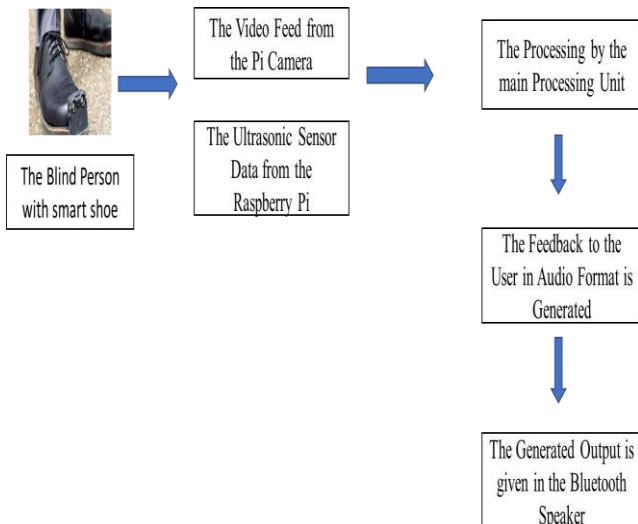 The Blind Person
with smart shoe
The Video Feed from
the Pi Camera
The Ultrasonic Sensor
Data from the
Raspberry Pi
The Processing by the
main Processing Unit
The Feedback to the
User in Audio Format is
Generated
The Generated Output is
given in the Bluetooth
Speaker